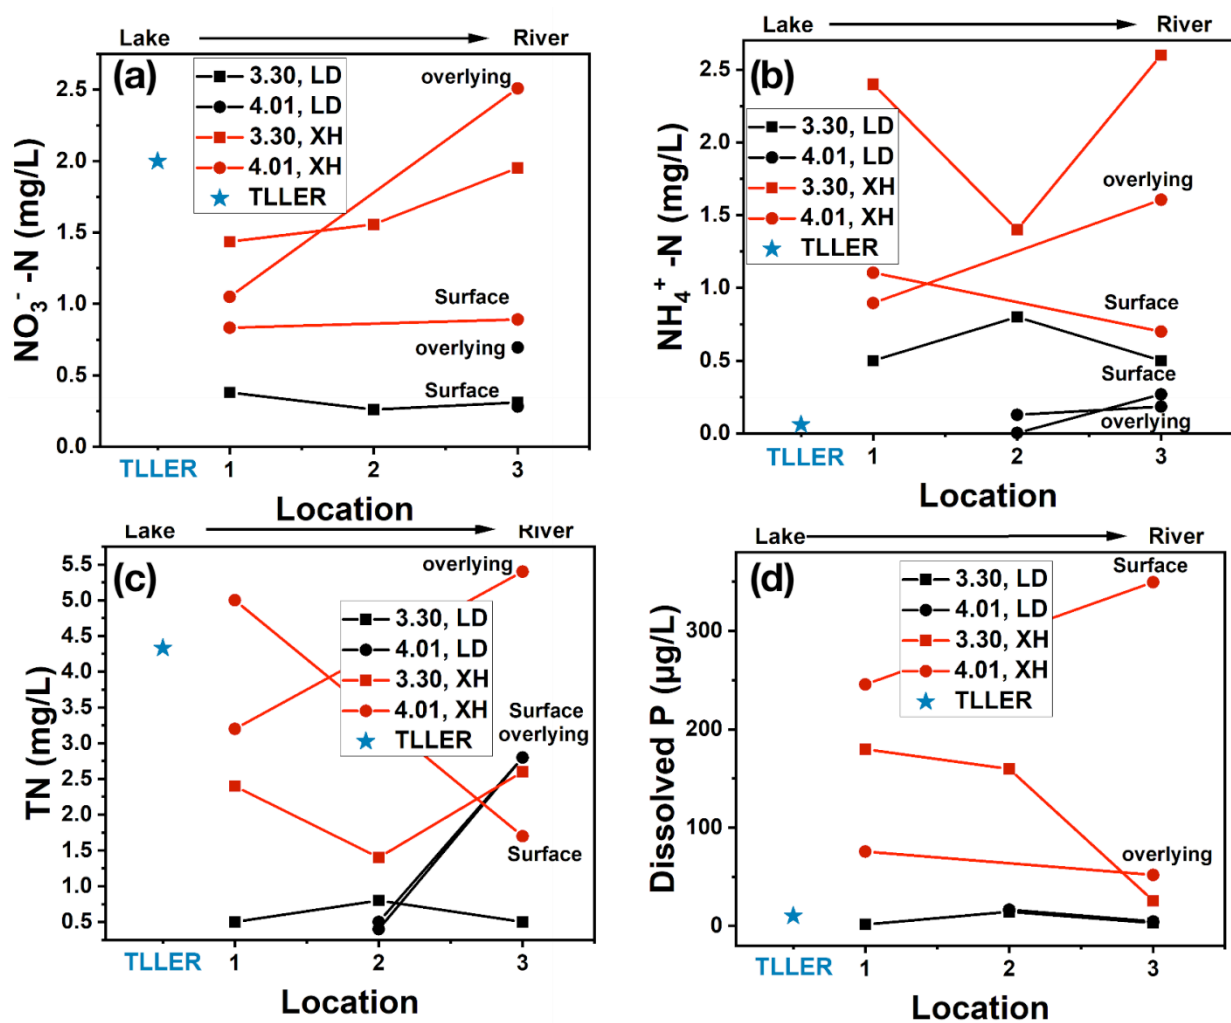 Lake
River
(a)
3.30, LD
4.01, LD
3.30, XH
4.01, XH
TLLER
overlying
Surface
overlying
Surface
NO₃⁻ -N (mg/L)
2.5
2.0
1.5
1.0
0.5
0.0
TLLER
1
2
3
Location
Lake
River
(b)
3.30, LD
4.01, LD
3.30, XH
4.01, XH
TLLER
overlying
Surface
Surface
overlying
NH₄⁺ -N (mg/L)
2.5
2.0
1.5
1.0
0.5
0.0
TLLER
1
2
3
Location
Lake
River
(c)
overlying
3.30, LD
4.01, LD
3.30, XH
4.01, XH
TLLER
Surface
overlying
Surface
TN (mg/L)
5.5
5.0
4.5
4.0
3.5
3.0
2.5
2.0
1.5
1.0
0.5
TLLER
1
2
3
Location
Lake
River
(d)
Surface
3.30, LD
4.01, LD
3.30, XH
4.01, XH
TLLER
overlying
Dissolved P (µg/L)
300
200
100
0
TLLER
1
2
3
Location